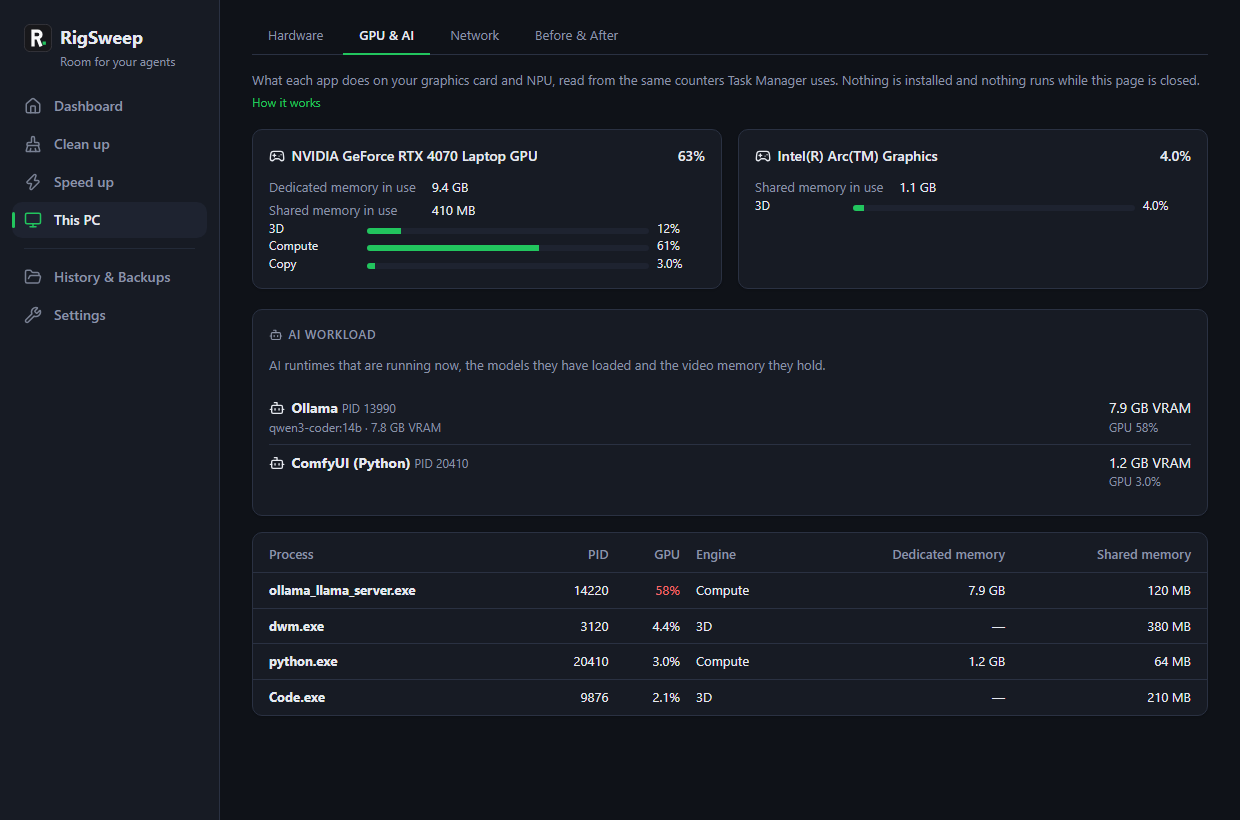 R.
RigSweep
Room for your agents
Dashboard
Clean up
Speed up
This PC
History & Backups
Settings
Hardware GPU & AI Network Before & After
What each app does on your graphics card and NPU, read from the same counters Task Manager uses. Nothing is installed and nothing runs while this page is closed.
How it works
NVIDIA GeForce RTX 4070 Laptop GPU 63%
Dedicated memory in use 9.4 GB
Shared memory in use 410 MB
3D 12%
Compute 61%
Copy 3.0%
Intel(R) Arc(TM) Graphics 4.0%
Shared memory in use 1.1 GB
3D 4.0%
AI WORKLOAD
AI runtimes that are running now, the models they have loaded and the video memory they hold.
Ollama PID 13990 7.9 GB VRAM
qwen3-coder:14b · 7.8 GB VRAM GPU 58%
ComfyUI (Python) PID 20410 1.2 GB VRAM
GPU 3.0%
Process PID GPU Engine Dedicated memory Shared memory
ollama_llama_server.exe 14220 58% Compute 7.9 GB 120 MB
dwm.exe 3120 4.4% 3D — 380 MB
python.exe 20410 3.0% Compute 1.2 GB 64 MB
Code.exe 9876 2.1% 3D — 210 MB